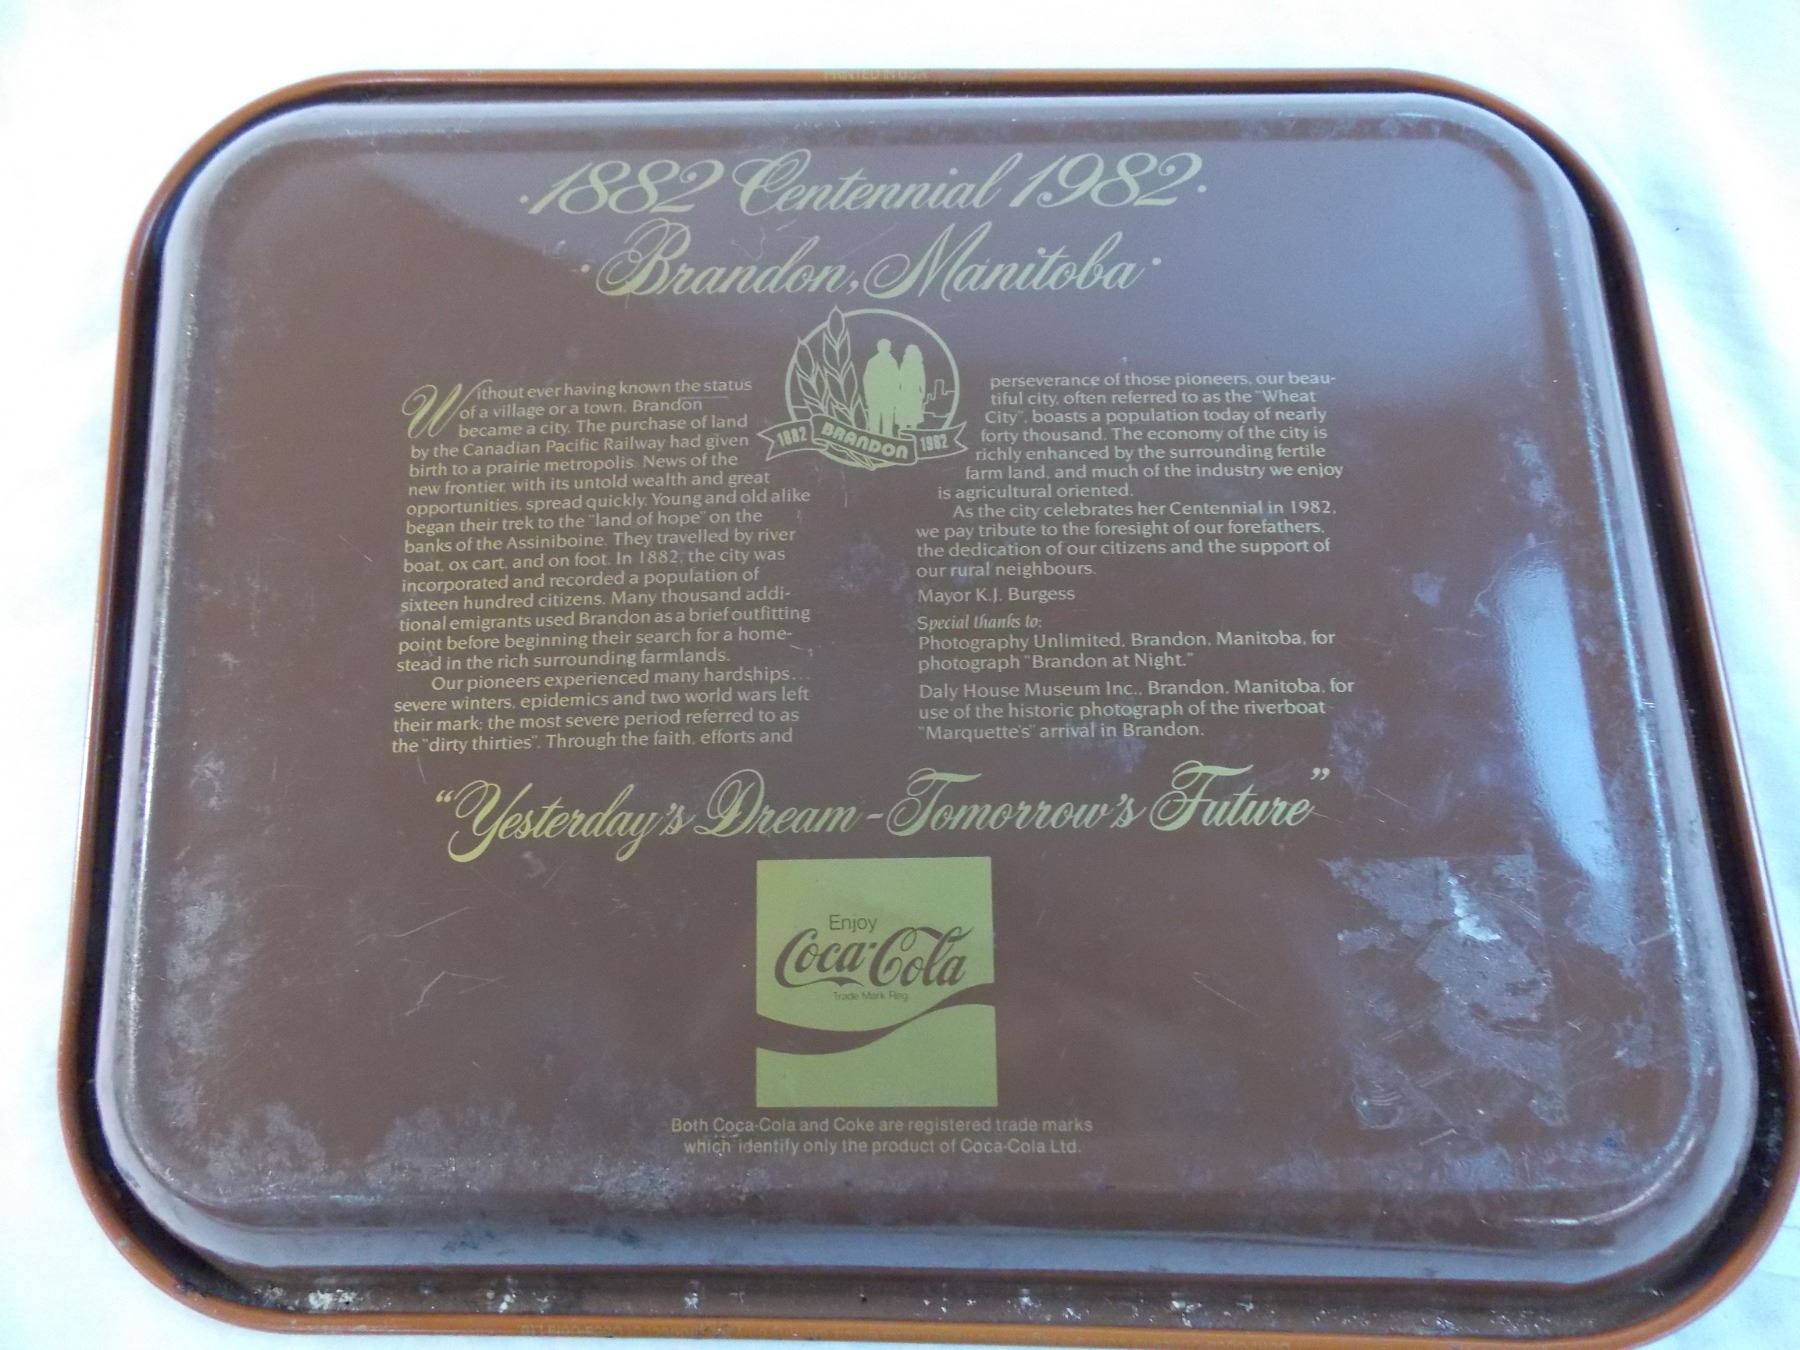 PRINTED IN USA
·1882 Centennial 1982·
·Brandon, Manitoba·
Without ever having known the status
of a village or a town, Brandon
became a city. The purchase of land
by the Canadian Pacific Railway had given
birth to a prairie metropolis. News of the
new frontier, with its untold wealth and great
opportunities, spread quickly. Young and old alike
began their trek to the "land of hope" on the
banks of the Assiniboine. They travelled by river
boat, ox cart, and on foot. In 1882, the city was
incorporated and recorded a population of
sixteen hundred citizens. Many thousand addi-
tional emigrants used Brandon as a brief outfitting
point before beginning their search for a home-
stead in the rich surrounding farmlands.
Our pioneers experienced many hardships...
severe winters, epidemics and two world wars left
their mark; the most severe period referred to as
the "dirty thirties". Through the faith, efforts and
1882 BRANDON 1982
perseverance of those pioneers, our beau-
tiful city, often referred to as the "Wheat
City", boasts a population today of nearly
forty thousand. The economy of the city is
richly enhanced by the surrounding fertile
farm land, and much of the industry we enjoy
is agricultural oriented.
As the city celebrates her Centennial in 1982,
we pay tribute to the foresight of our forefathers,
the dedication of our citizens and the support of
our rural neighbours.
Mayor K.J. Burgess
Special thanks to:
Photography Unlimited, Brandon, Manitoba, for
photograph "Brandon at Night."
Daly House Museum Inc., Brandon, Manitoba, for
use of the historic photograph of the riverboat
"Marquette's" arrival in Brandon.
"Yesterday's Dream - Tomorrow's Future"
Enjoy
Coca-Cola
Trade Mark Reg.
Both Coca-Cola and Coke are registered trade marks
which identify only the product of Coca-Cola Ltd.